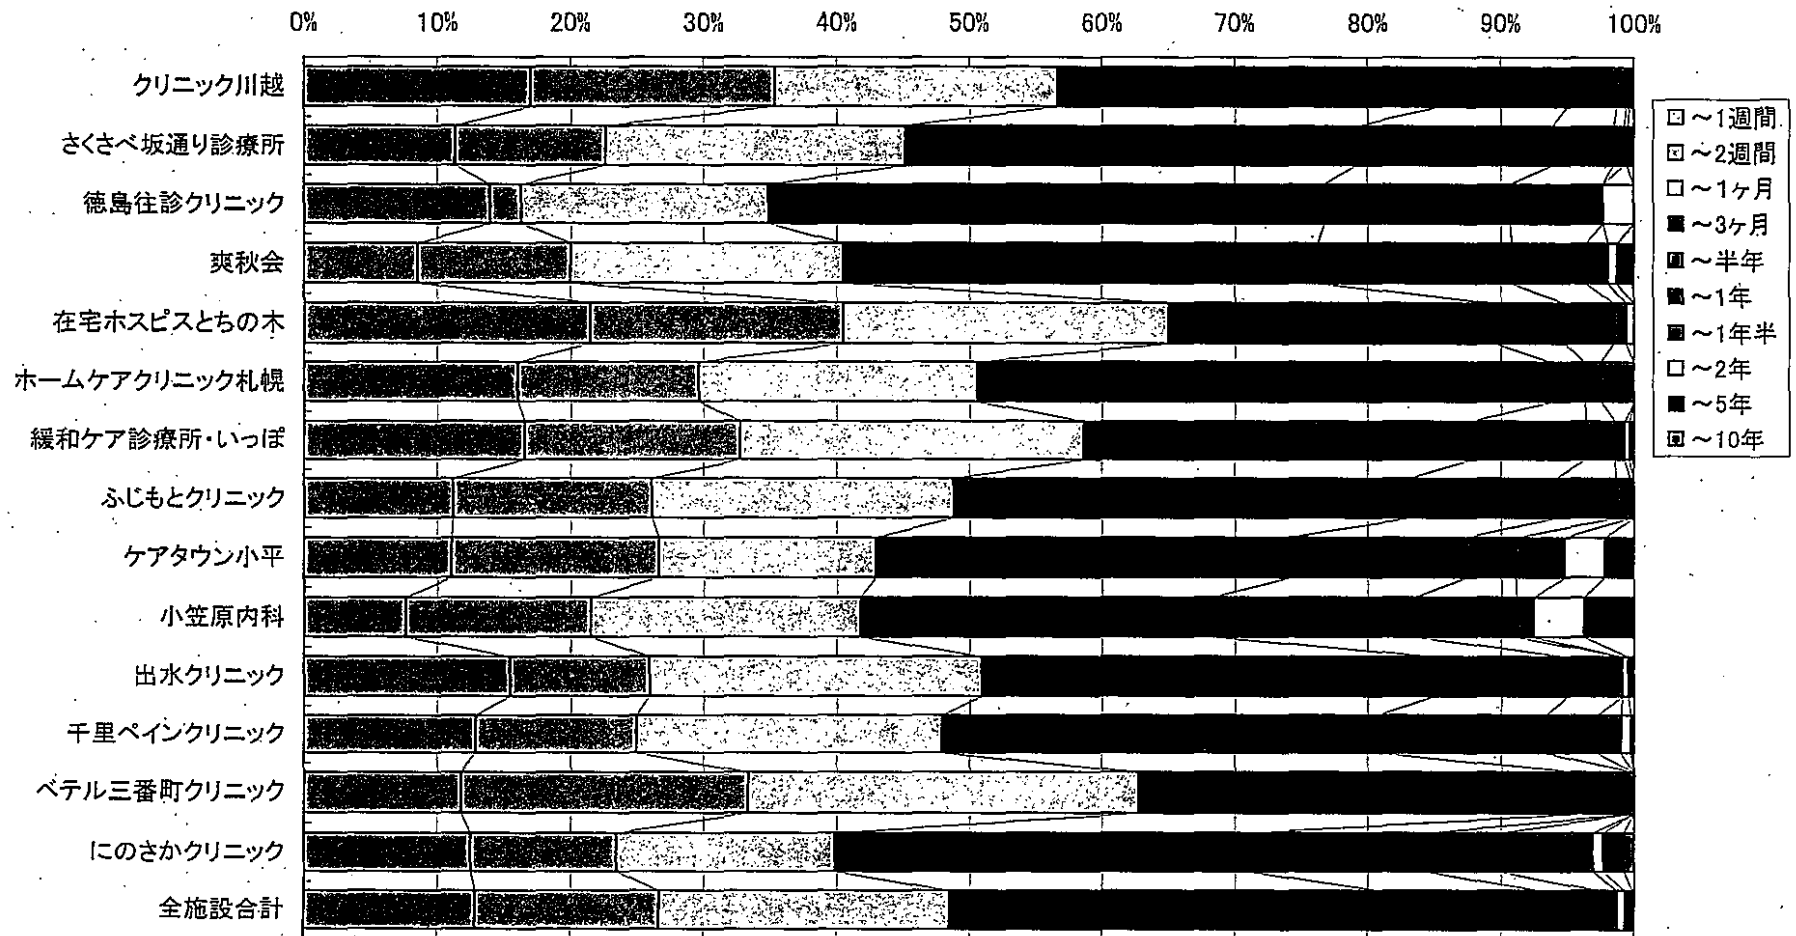 0% 10% 20% 30% 40% 50% 60% 70% 80% 90% 100%
クリニック川越
さくさべ坂通り診療所
徳島往診クリニック
爽秋会
在宅ホスピスとちの木
ホームケアクリニック札幌
緩和ケア診療所・いっぽ
ふじもとクリニック
ケアタウン小平
小笠原内科
出水クリニック
千里ペインクリニック
ベテル三番町クリニック
にのさかクリニック
全施設合計
～1週間
～2週間
～1ヶ月
～3ヶ月
～半年
～1年
～1年半
～2年
～5年
～10年